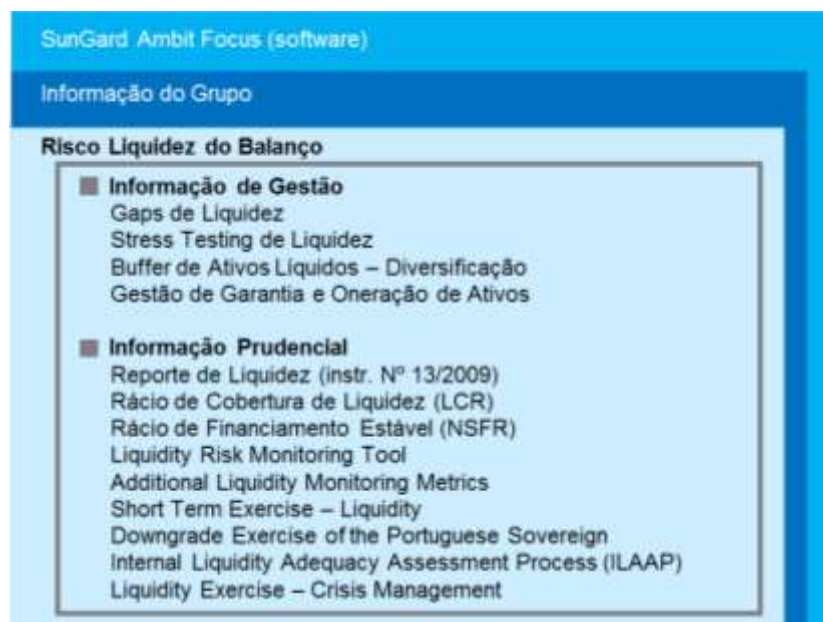 SunGard Ambit Focus (software)
Informação do Grupo
Risco Liquidez do Balanço
Informação de Gestão
Gaps de Liquidez
Stress Testing de Liquidez
Buffer de Ativos Líquidos – Diversificação
Gestão de Garantia e Oneração de Ativos
Informação Prudencial
Reporte de Liquidez (instr. Nº 13/2009)
Rácio de Cobertura de Liquidez (LCR)
Rácio de Financiamento Estável (NSFR)
Liquidity Risk Monitoring Tool
Additional Liquidity Monitoring Metrics
Short Term Exercise – Liquidity
Downgrade Exercise of the Portuguese Sovereign
Internal Liquidity Adequacy Assessment Process (ILAAP)
Liquidity Exercise – Crisis Management